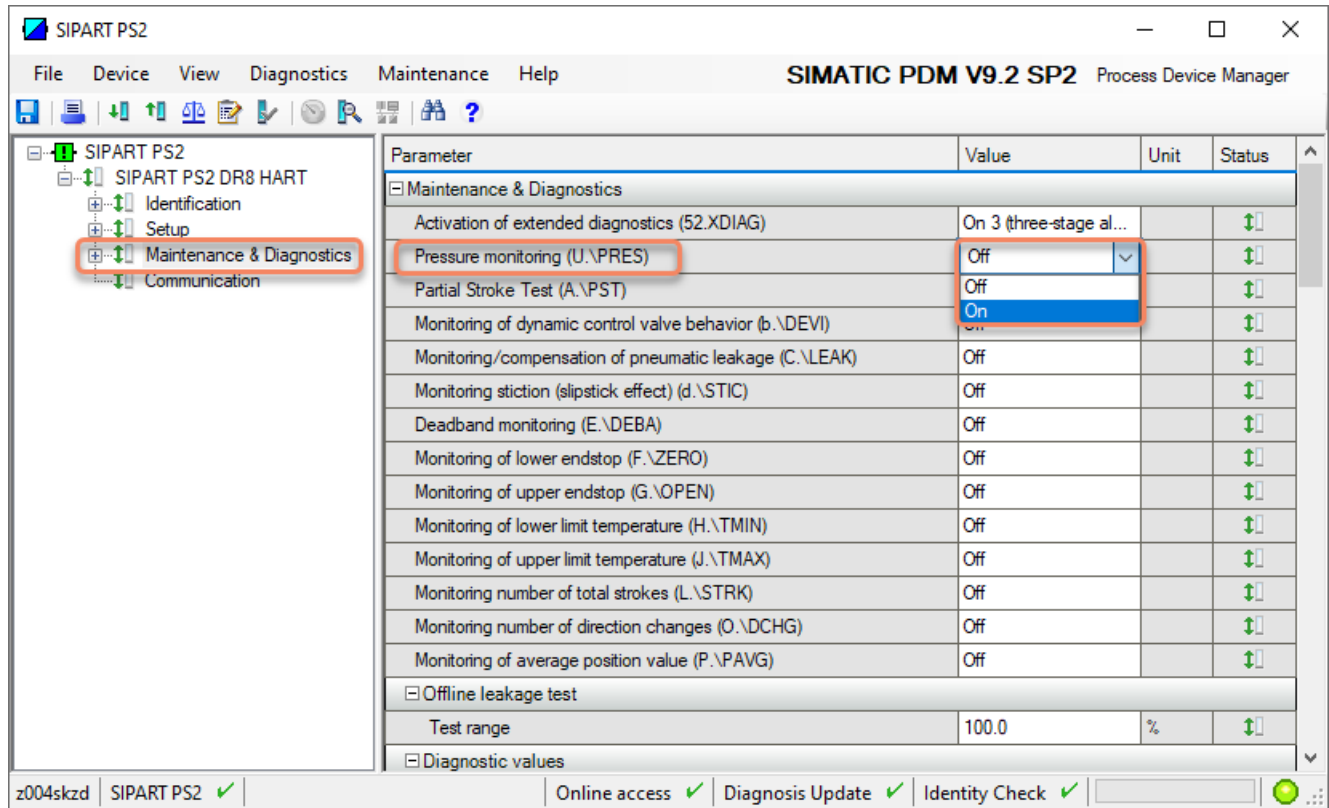 SIPART PS2
File Device View Diagnostics Maintenance Help SIMATIC PDM V9.2 SP2 Process Device Manager
SIPART PS2
SIPART PS2 DR8 HART
Identification
Setup
Maintenance & Diagnostics
Communication
Parameter Value Unit Status
Maintenance & Diagnostics
Activation of extended diagnostics (52.XDIAG) On 3 (three-stage al...
Pressure monitoring (U.\PRES) Off
Off
On
Partial Stroke Test (A.\PST)
Monitoring of dynamic control valve behavior (b.\DEVI)
Monitoring/compensation of pneumatic leakage (C.\LEAK) Off
Monitoring stiction (slipstick effect) (d.\STIC) Off
Deadband monitoring (E.\DEBA) Off
Monitoring of lower endstop (F.\ZERO) Off
Monitoring of upper endstop (G.\OPEN) Off
Monitoring of lower limit temperature (H.\TMIN) Off
Monitoring of upper limit temperature (J.\TMAX) Off
Monitoring number of total strokes (L.\STRK) Off
Monitoring number of direction changes (O.\DCHG) Off
Monitoring of average position value (P.\PAVG) Off
Offline leakage test
Test range 100.0 %
Diagnostic values
z004skzd SIPART PS2 Online access Diagnosis Update Identity Check